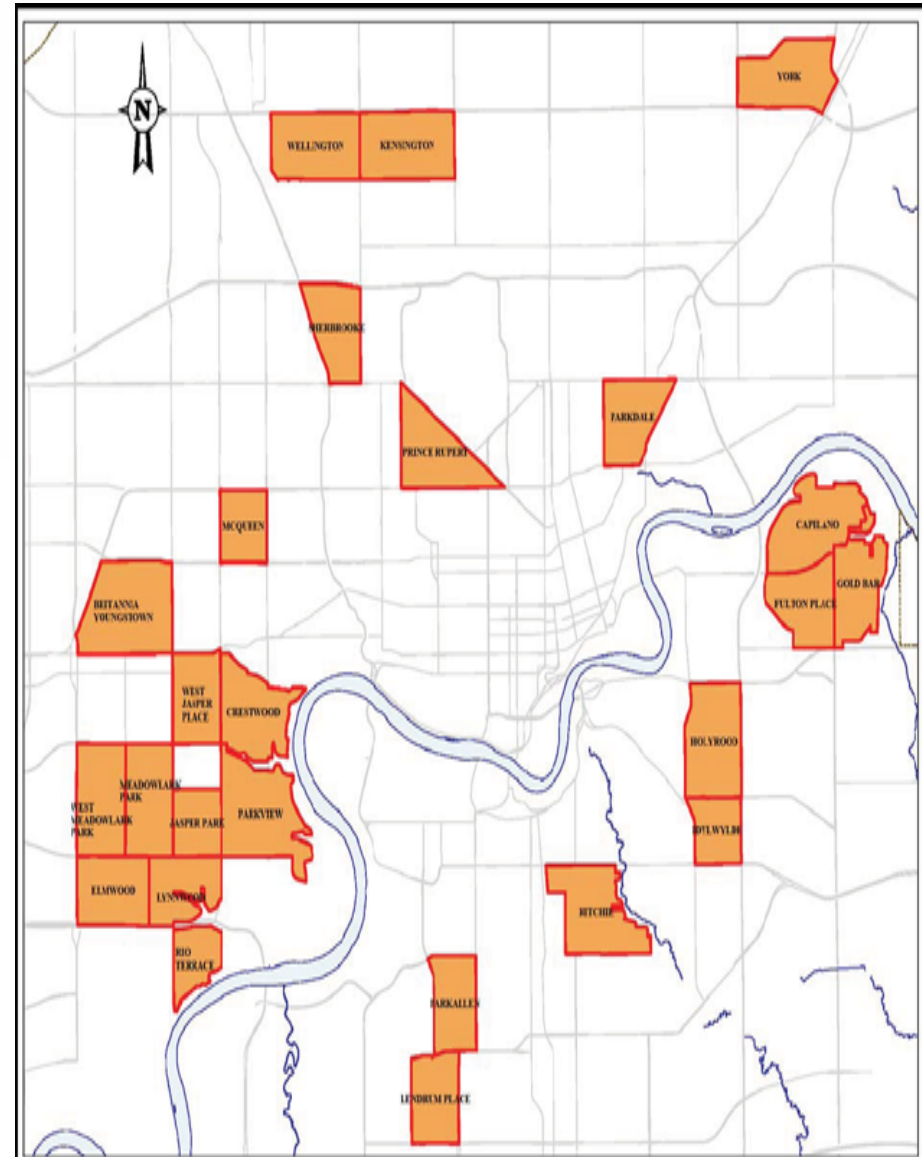 YORK
N
WELLINGTON
KENSINGTON
SHERBROOKE
PARKDALE
PRINCE RUPERT
MCQUEEN
CAPILANO
GOLD BAR
FULTON PLACE
BRITANNIA
YOUNGSTOWN
WEST
JASPER
PLACE
CRESTWOOD
HOLYROOD
MEADOWLARK
PARK
WEST
MEADOWLARK
PARK
JASPER PARK
PARKVIEW
IDYLWYLDE
ELMWOOD
LYNNWOOD
RITCHIE
RIO
TERRACE
PARKALLEN
LENDRUM PLACE